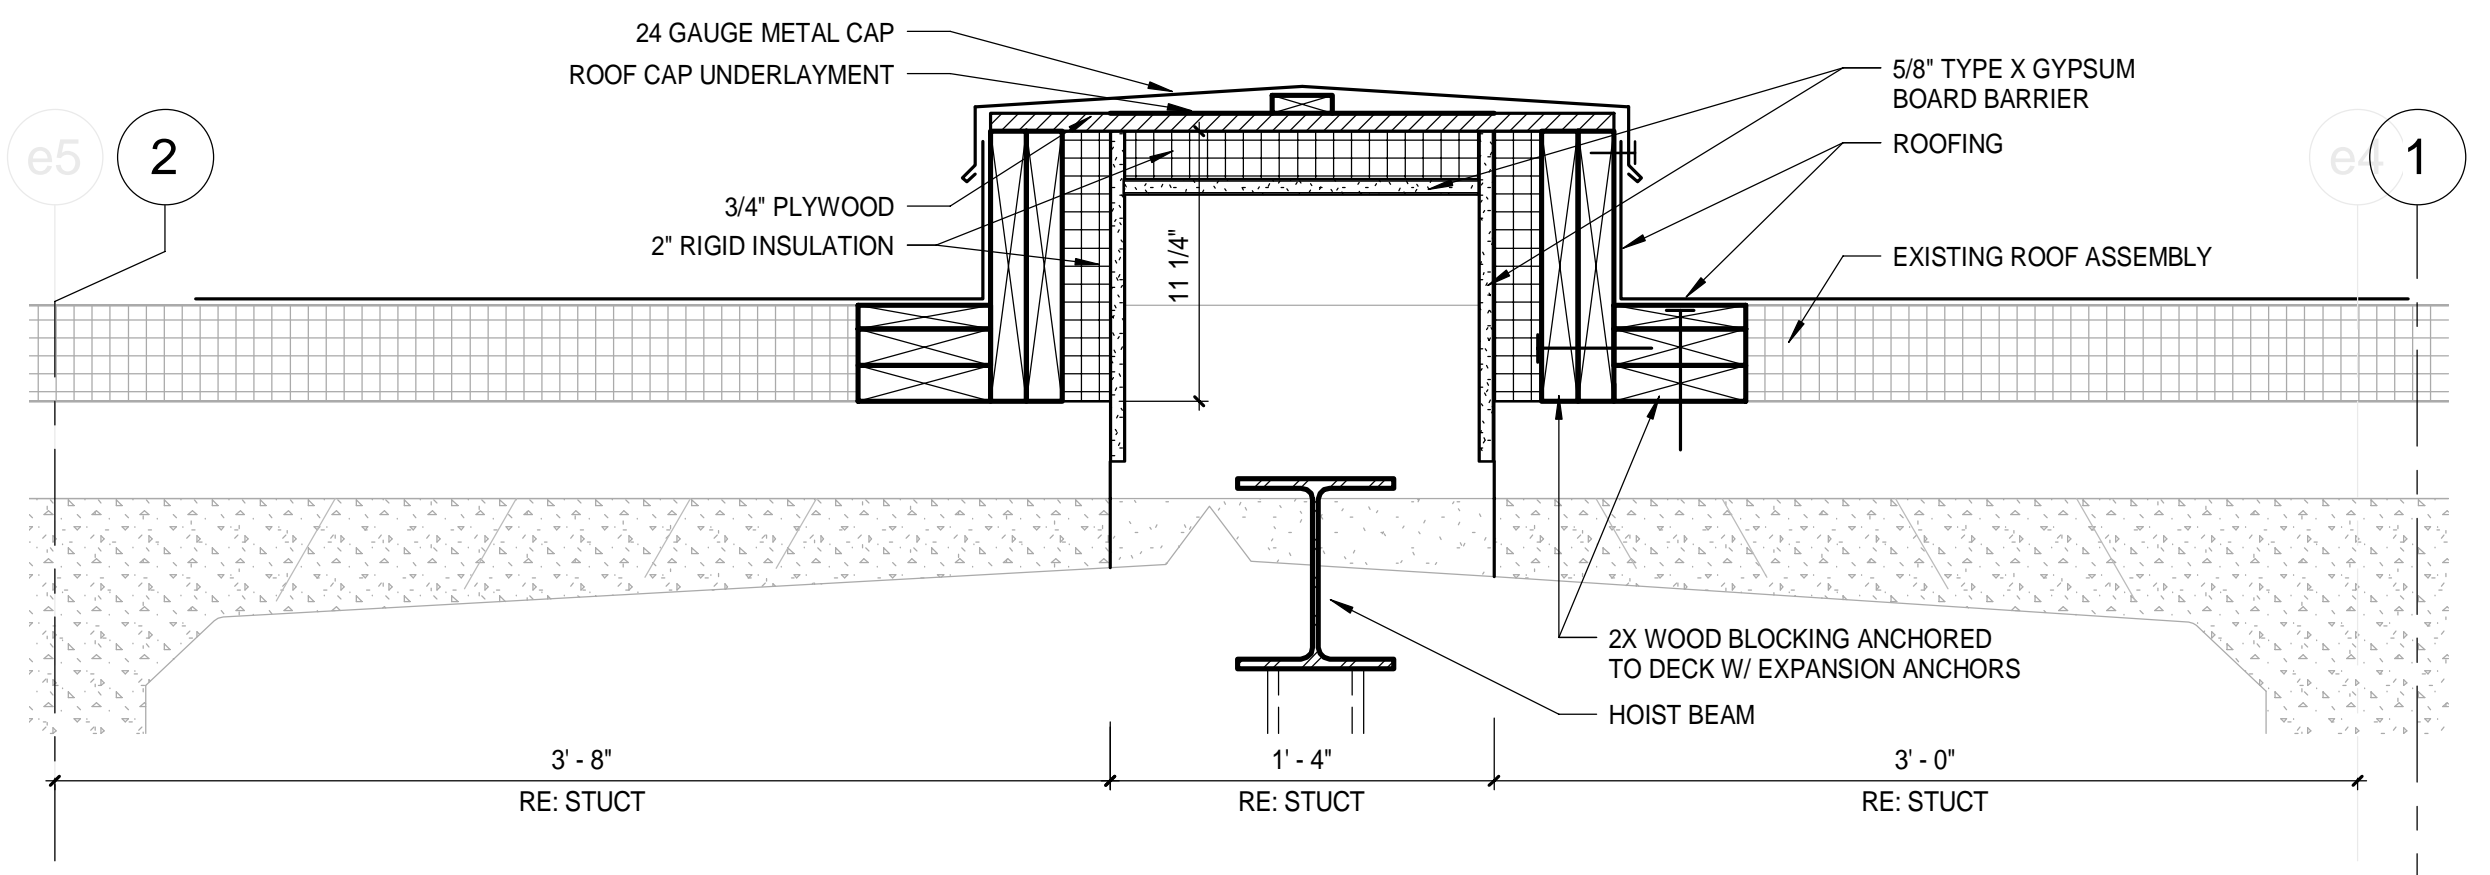 24 GAUGE METAL CAP
ROOF CAP UNDERLAYMENT
5/8" TYPE X GYPSUM
BOARD BARRIER
e5
2
ROOFING
e4
1
3/4" PLYWOOD
2" RIGID INSULATION
11 1/4"
EXISTING ROOF ASSEMBLY
2X WOOD BLOCKING ANCHORED
TO DECK W/ EXPANSION ANCHORS
HOIST BEAM
3' - 8"
RE: STUCT
1' - 4"
RE: STUCT
3' - 0"
RE: STUCT